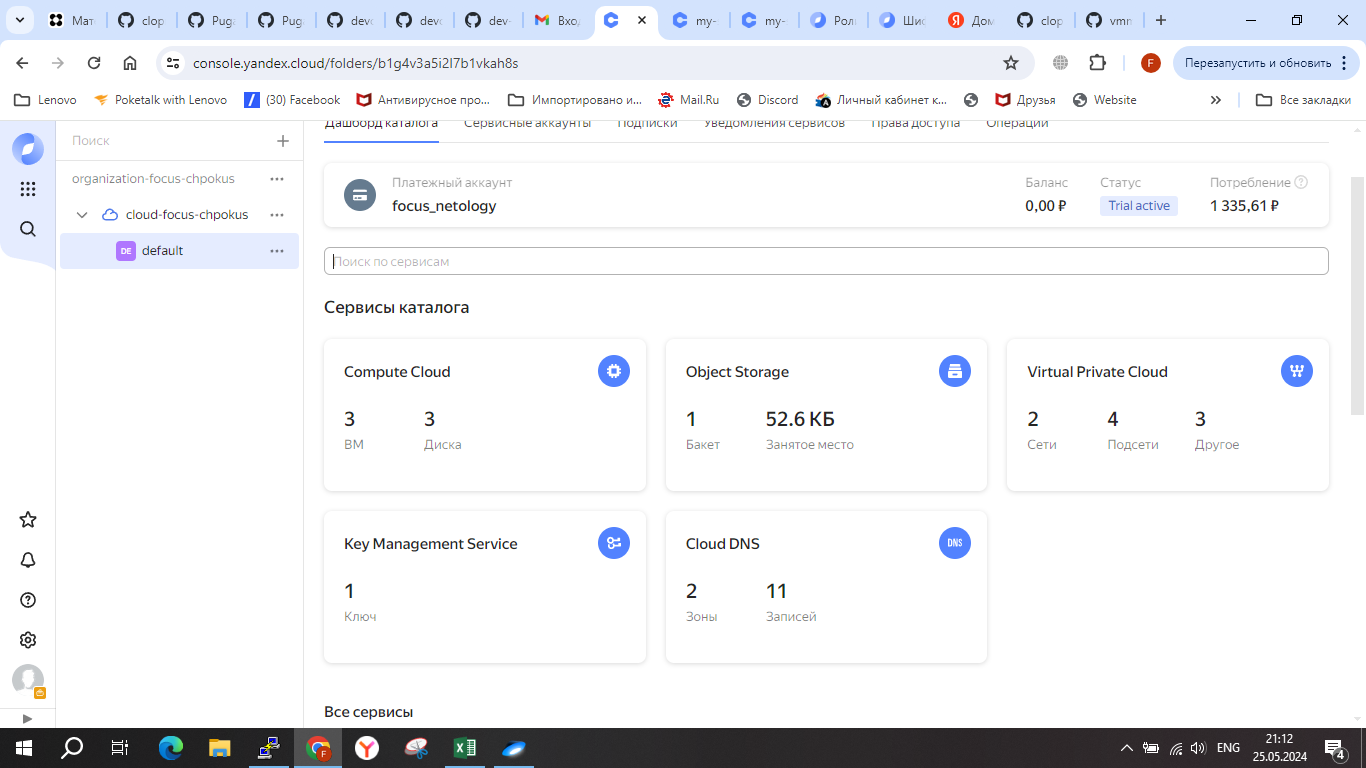 Мат
clop
Puga
Pug
devo
dev
dev-
Вхо
my-
my-
Рол
Ши
Дом
clop
vmn
console.yandex.cloud/folders/b1g4v3a5i2l7b1vkah8s
F
Перезапустить и обновить
Lenovo
Poketalk with Lenovo
(30) Facebook
Антивирусное про...
Импортировано и...
Mail.Ru
Discord
Личный кабинет к...
Друзья
Website
Все закладки
Поиск
organization-focus-chpokus
cloud-focus-chpokus
DE default
Дашборд каталога Сервисные аккаунты Подписки Уведомления сервисов Права доступа Операции
Платежный аккаунт Баланс Статус Потребление
focus_netology 0,00 ₽ Trial active 1 335,61 ₽
Поиск по сервисам
Сервисы каталога
Compute Cloud
3 3
ВМ Диска
Object Storage
1 52.6 КБ
Бакет Занятое место
Virtual Private Cloud
2 4 3
Сети Подсети Другое
Key Management Service
1
Ключ
Cloud DNS
DNS
2 11
Зоны Записей
Все сервисы
ENG
21:12
25.05.2024
4